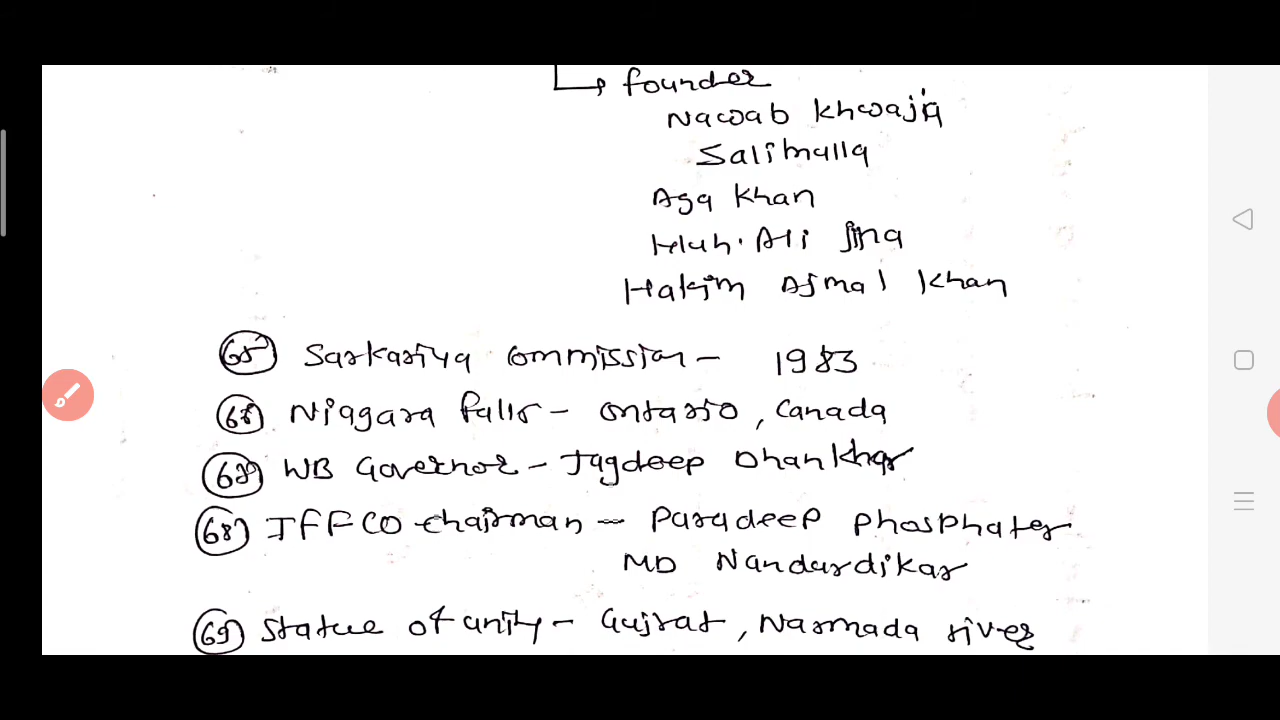 ↳ founder
Nawab Khwaja
Salimulla
Aga Khan
Muh. Ali Jina
Hakim Ajmal Khan
65 Sarkariya Commission - 1983
66 Niagara falls - Ontario, Canada
67 WB Governor - Jagdeep Dhankhar
68 IFFCO chairman - Paradeep Phosphates
MD Nandurdikar
69 Statue of unity - Gujrat, Narmada river